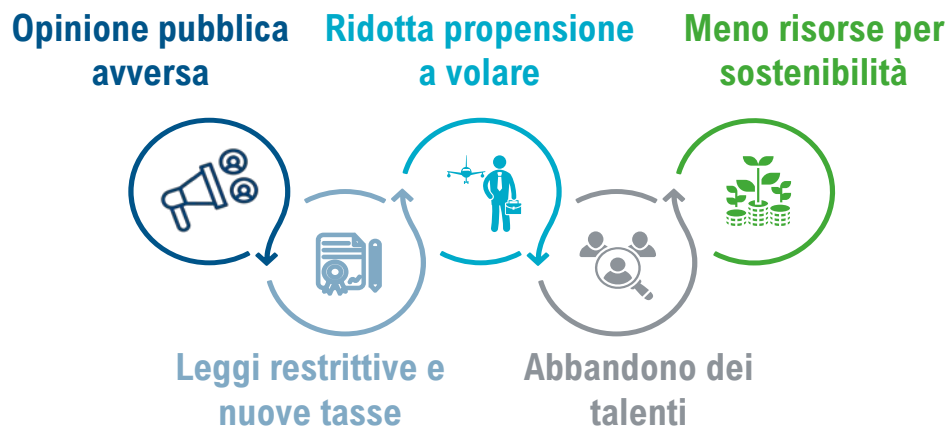 Opinione pubblica
avversa
Ridotta propensione
a volare
Meno risorse per
sostenibilità
Leggi restrittive e
nuove tasse
Abbandono dei
talenti